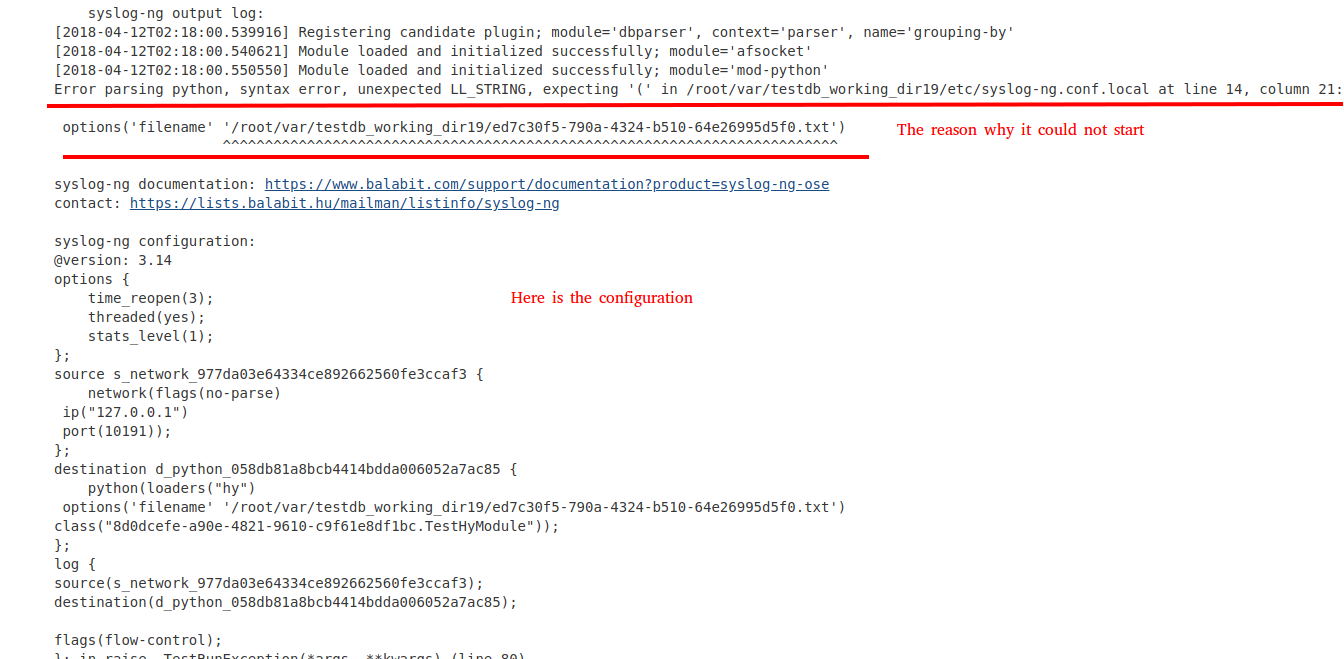 syslog-ng output log:
[2018-04-12T02:18:00.539916] Registering candidate plugin; module='dbparser', context='parser', name='grouping-by'
[2018-04-12T02:18:00.540621] Module loaded and initialized successfully; module='afsocket'
[2018-04-12T02:18:00.550550] Module loaded and initialized successfully; module='mod-python'
Error parsing python, syntax error, unexpected LL_STRING, expecting '(' in /root/var/testdb_working_dir19/etc/syslog-ng.conf.local at line 14, column 21:
options('filename' '/root/var/testdb_working_dir19/ed7c30f5-790a-4324-b510-64e26995d5f0.txt')
The reason why it could not start
^^^^^^^^^^^^^^^^^^^^^^^^^^^^^^^^^^^^^^^^^^^^^^^^^^^^^^^^^^^^^^^^^^^^^^^^^
syslog-ng documentation: https://www.balabit.com/support/documentation?product=syslog-ng-ose
contact: https://lists.balabit.hu/mailman/listinfo/syslog-ng
syslog-ng configuration:
@version: 3.14
options {
time_reopen(3);
Here is the configuration
threaded(yes);
stats_level(1);
};
source s_network_977da03e64334ce892662560fe3ccaf3 {
network(flags(no-parse)
ip("127.0.0.1")
port(10191));
};
destination d_python_058db81a8bcb4414bdda006052a7ac85 {
python(loaders("hy")
options('filename' '/root/var/testdb_working_dir19/ed7c30f5-790a-4324-b510-64e26995d5f0.txt')
class("8d0dcefe-a90e-4821-9610-c9f61e8df1bc.TestHyModule"));
};
log {
source(s_network_977da03e64334ce892662560fe3ccaf3);
destination(d_python_058db81a8bcb4414bdda006052a7ac85);
flags(flow-control);
}; in raise, TestRunException(*args, **kwargs) (line 80)